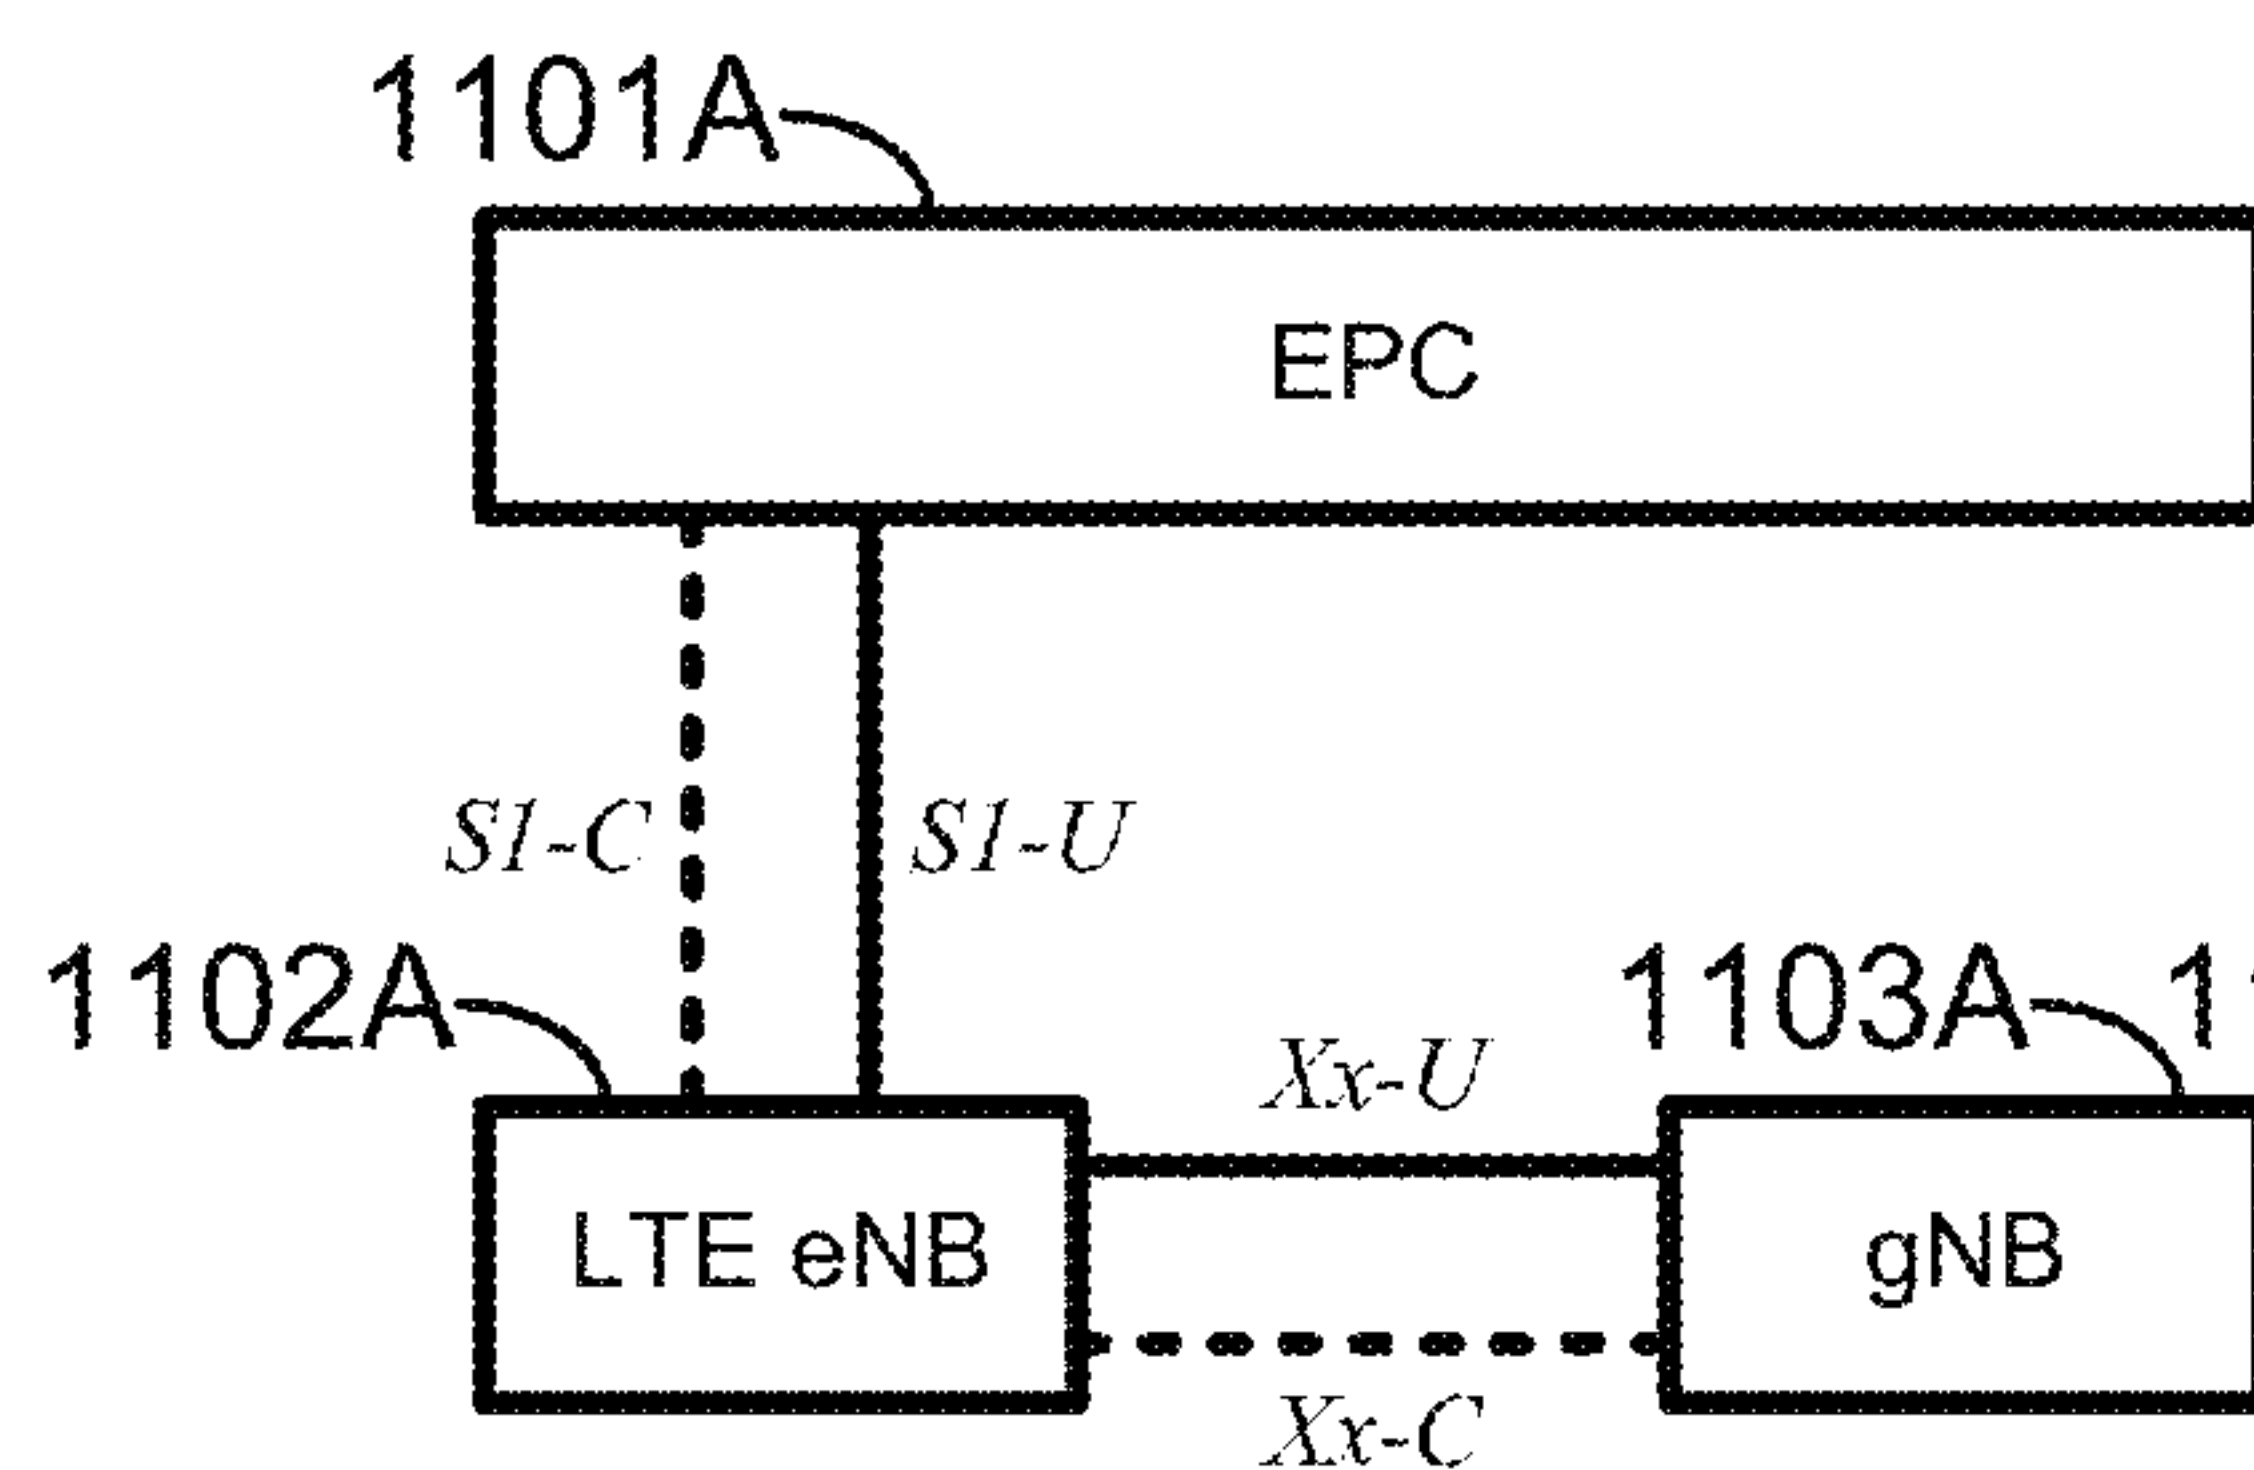 1101A
EPC
S1-C S1-U
1102A 1103A
Xx-U
LTE eNB gNB
Xx-C